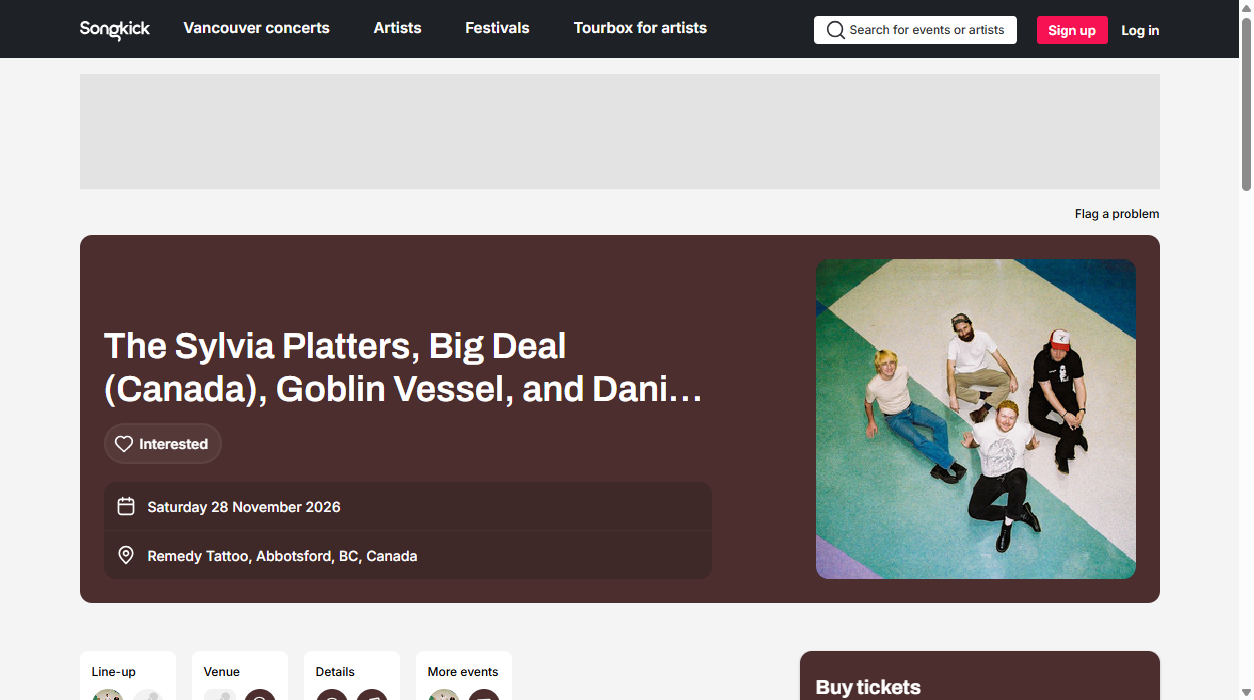 Songkick
Vancouver concerts
Artists
Festivals
Tourbox for artists
Search for events or artists
Sign up
Log in
Flag a problem
The Sylvia Platters, Big Deal
(Canada), Goblin Vessel, and Dani...
Interested
Saturday 28 November 2026
Remedy Tattoo, Abbotsford, BC, Canada
Line-up
Venue
Details
More events
Buy tickets